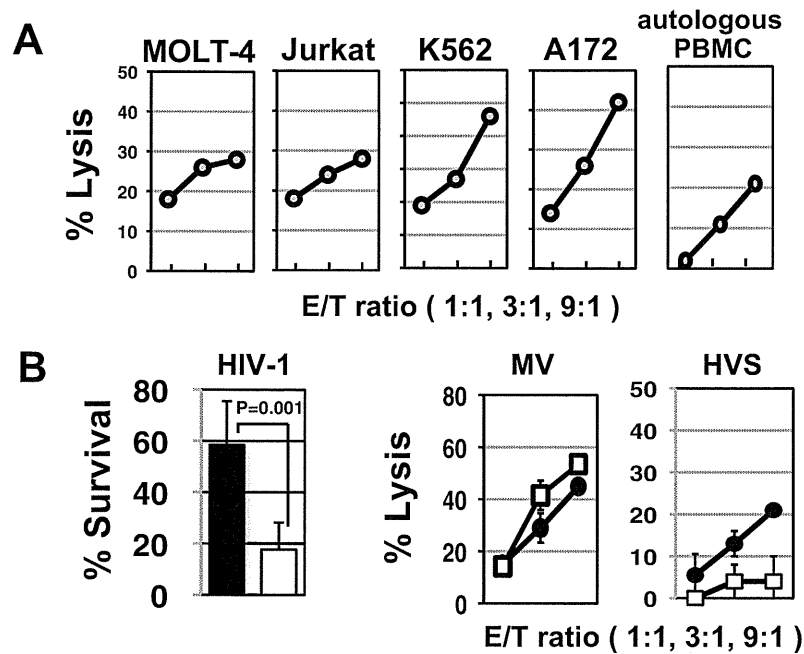 A
MOLT-4 Jurkat K562 A172 autologous PBMC
% Lysis
50
40
30
20
10
0
E/T ratio ( 1:1, 3:1, 9:1 )
B
HIV-1
% Survival
80
60
40
20
0
P=0.001
MV
% Lysis
80
60
40
20
0
HVS
50
40
30
20
10
0
E/T ratio ( 1:1, 3:1, 9:1 )